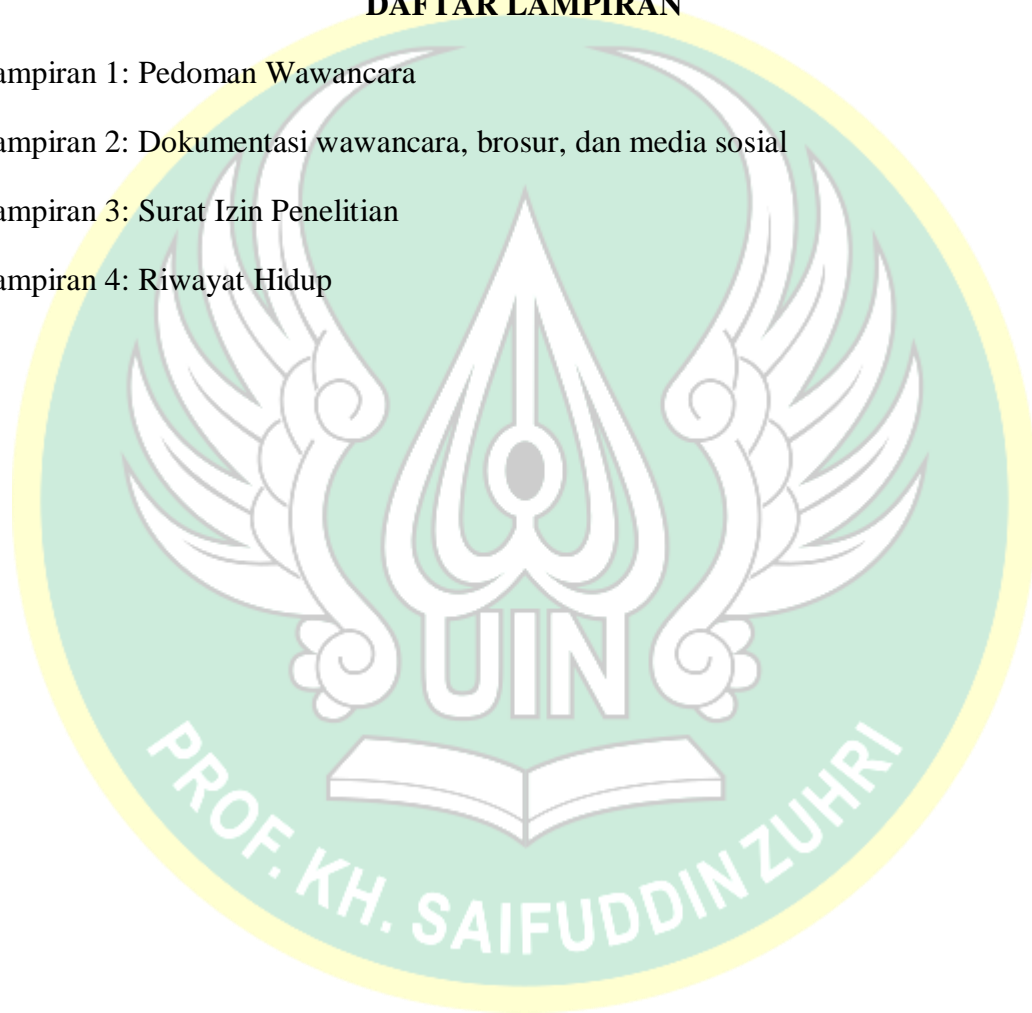 DAFTAR LAMPIRAN
ampiran 1: Pedoman Wawancara
ampiran 2: Dokumentasi wawancara, brosur, dan media sosial
ampiran 3: Surat Izin Penelitian
ampiran 4: Riwayat Hidup
UIN
PROF. KH. SAIFUDDIN ZUHRI